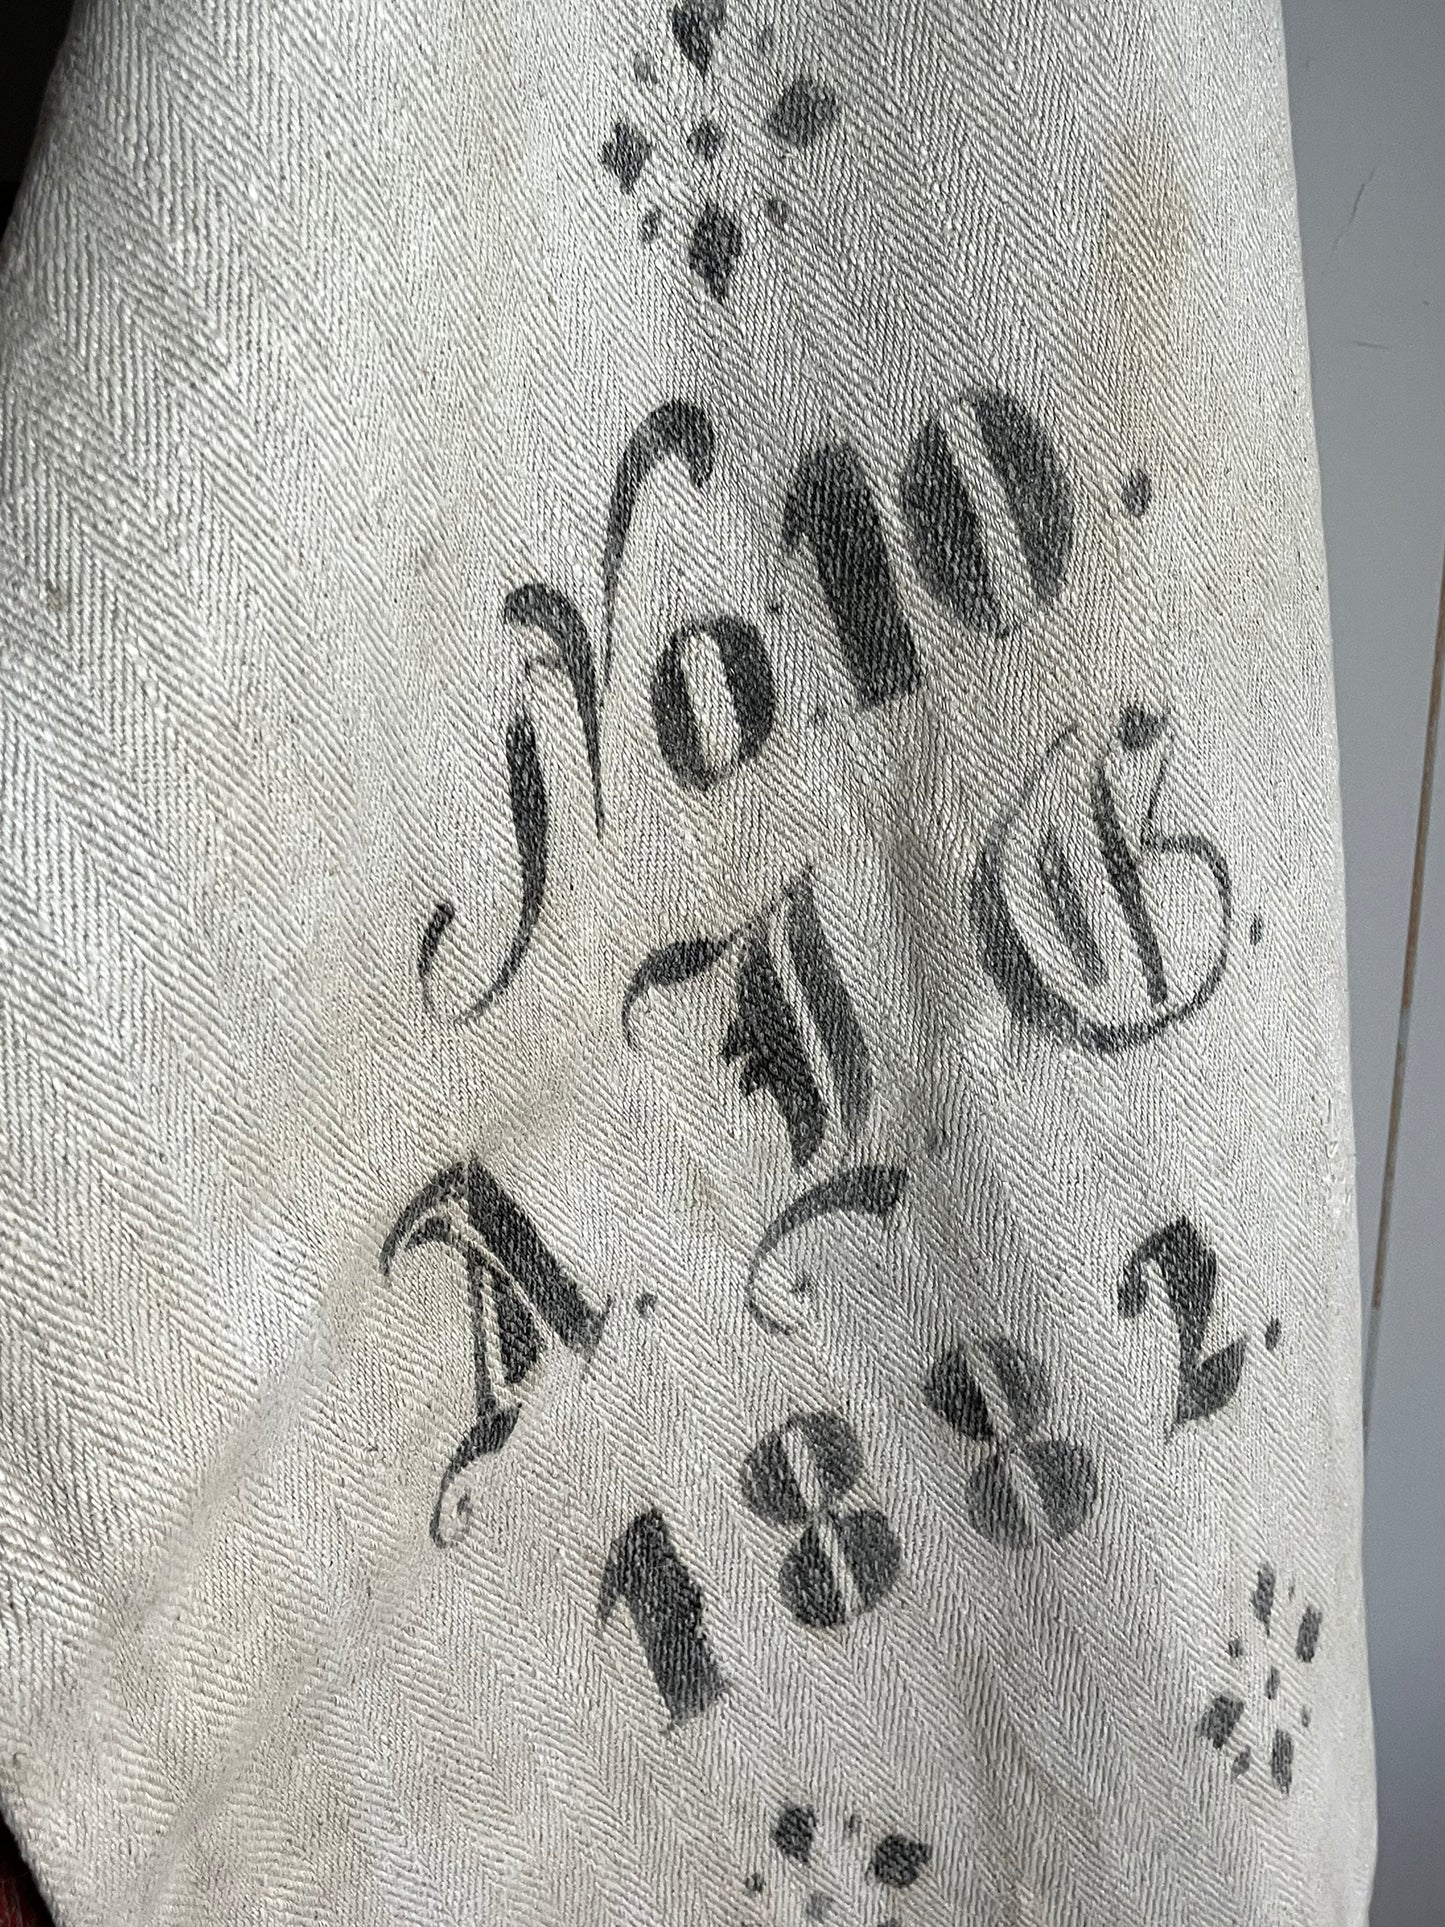 No 10.
A. B.
1882.